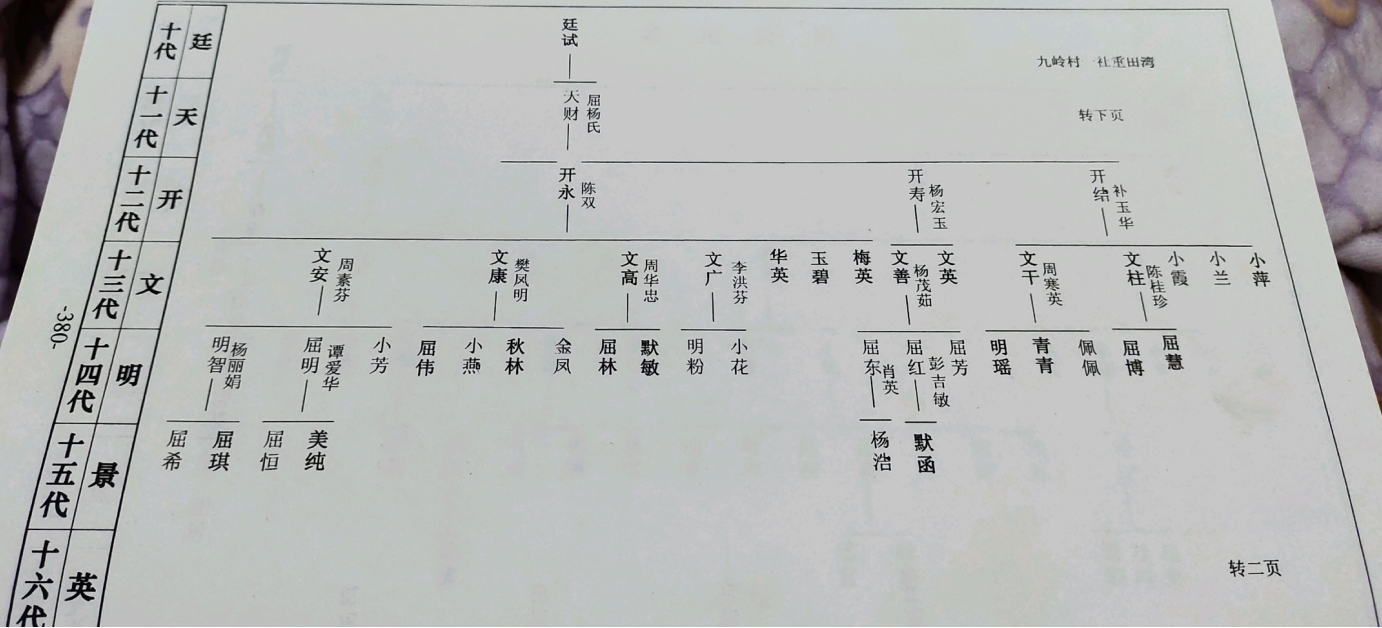 十代 廷
十一代 天
十二代 开
十三代 文
十四代 明
十五代 景
十六代 英
-380-
九岭村 一社重田湾
转下页
廷试
天财 屈杨氏
开永 陈双
开寿 杨宏玉
开绪 补玉华
文安 周素芬
文康 樊凤明
文高 周华忠
文广 李洪芬
华英
玉碧
梅英
文善 杨茂茹
文英
文干 周寒英
文柱 陈桂珍
小霞
小兰
小萍
明智 杨丽娟
屈明 谭爱华
小芳
屈伟
小燕
秋林
金凤
屈林
默敏
明粉
小花
屈东 肖英
屈红 彭吉敏
屈芳
明瑶
青青
佩佩
屈博
屈慧
屈希
屈琪
屈恒
美纯
杨浩
默函
转二页